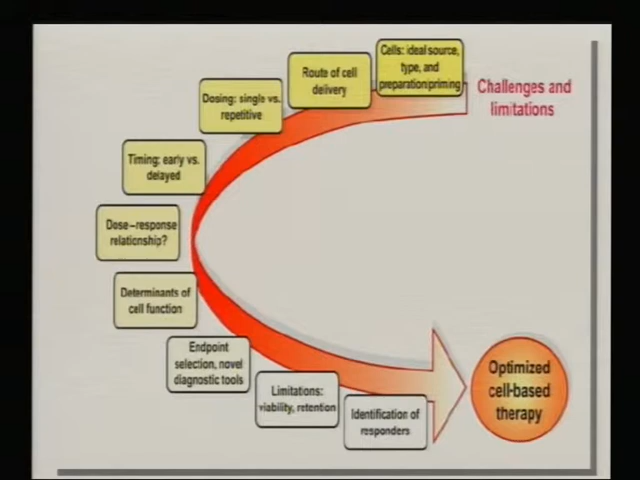 Cells: ideal source,
type, and
preparation/priming
Challenges and
limitations
Route of cell
delivery
Dosing: single vs.
repetitive
Timing: early vs.
delayed
Dose–response
relationship?
Determinants of
cell function
Endpoint
selection, novel
diagnostic tools
Limitations:
viability, retention
Identification of
responders
Optimized
cell-based
therapy